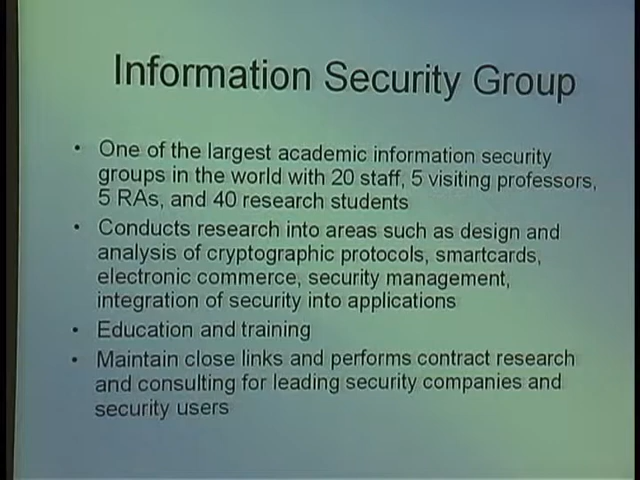 Information Security Group
• One of the largest academic information security
groups in the world with 20 staff, 5 visiting professors,
5 RAs, and 40 research students
• Conducts research into areas such as design and
analysis of cryptographic protocols, smartcards,
electronic commerce, security management,
integration of security into applications
• Education and training
• Maintain close links and performs contract research
and consulting for leading security companies and
security users